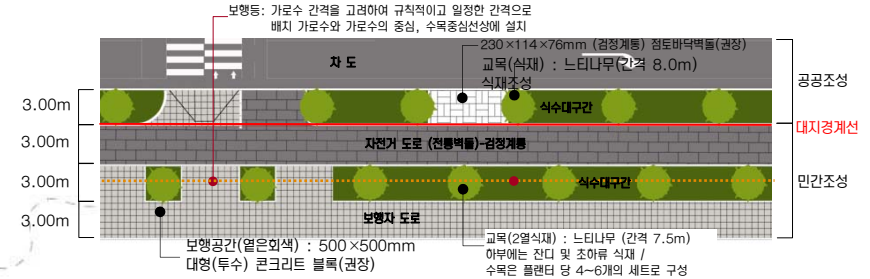 보행등: 가로수 간격을 고려하여 규칙적이고 일정한 간격으로
배치 가로수와 가로수의 중심, 수목중심선상에 설치
230×114×76mm (검정계통) 점토바닥벽돌(권장)
차 도
교목(식재) : 느티나무(간격 8.0m)
식재조성
공공조성
3.00m
식수대구간
대지경계선
3.00m
자전거 도로 (전통벽돌)-검정계통
3.00m
식수대구간
민간조성
3.00m
보행자 도로
보행공간(옅은회색) : 500×500mm
대형(투수) 콘크리트 블록(권장)
교목(2열식재) : 느티나무 (간격 7.5m)
하부에는 잔디 및 초화류 식재 /
수목은 플랜터 당 4~6개의 세트로 구성